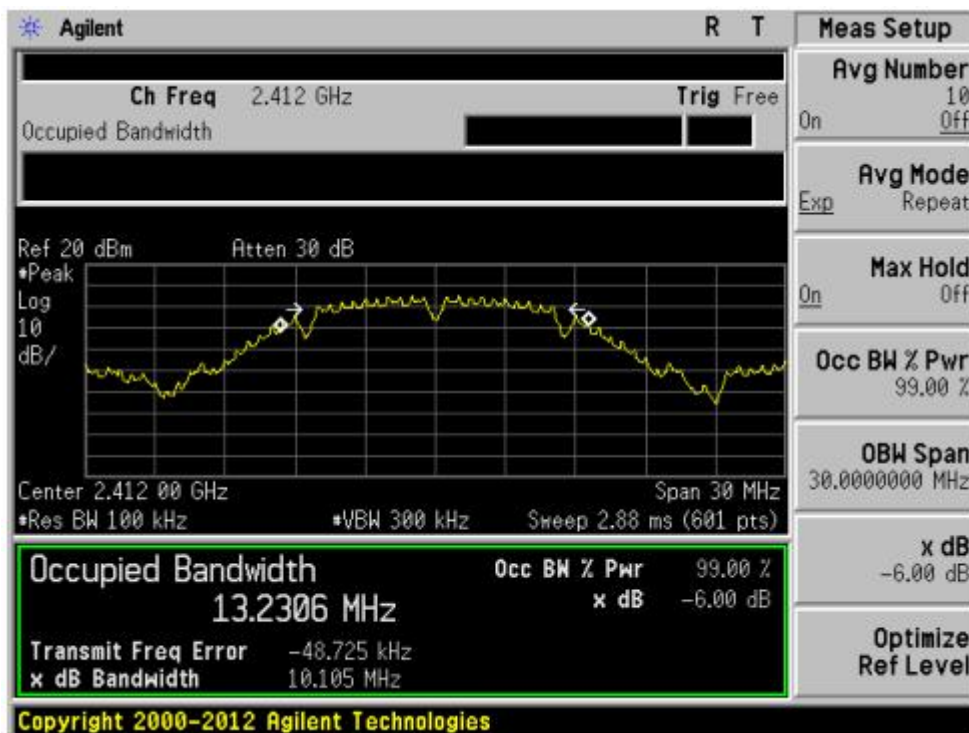 Agilent R T
Ch Freq 2.412 GHz Trig Free
Occupied Bandwidth
Ref 20 dBm Atten 30 dB
#Peak
Log
10
dB/
Center 2.412 00 GHz Span 30 MHz
#Res BW 100 kHz #VBW 300 kHz Sweep 2.88 ms (601 pts)
Occupied Bandwidth Occ BW % Pwr 99.00 %
13.2306 MHz x dB -6.00 dB
Transmit Freq Error -48.725 kHz
x dB Bandwidth 10.105 MHz
Copyright 2000-2012 Agilent Technologies
Meas Setup
Avg Number
10
On Off
Avg Mode
Exp Repeat
Max Hold
On Off
Occ BW % Pwr
99.00 %
OBW Span
30.0000000 MHz
x dB
-6.00 dB
Optimize
Ref Level